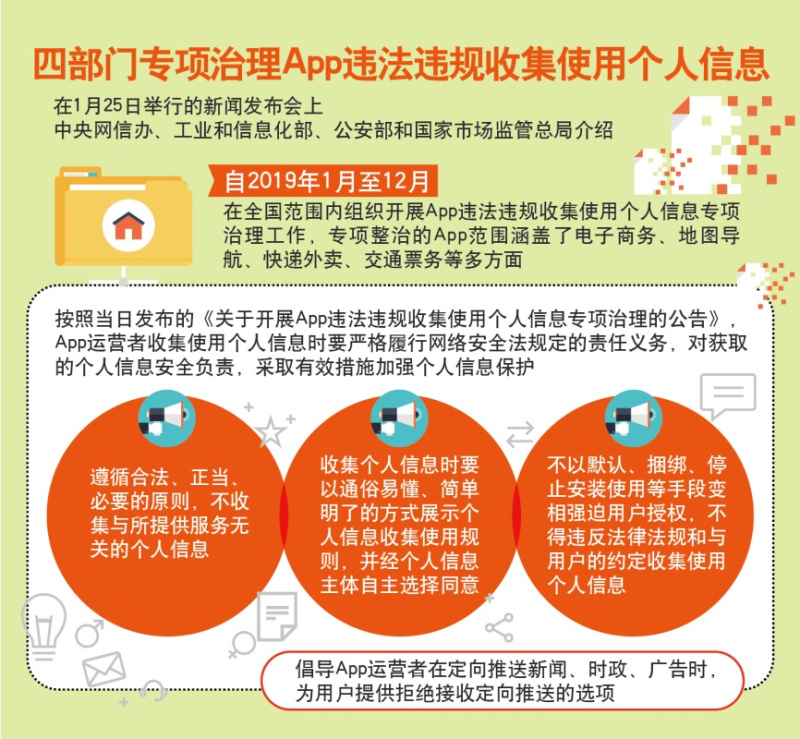 四部门专项治理App违法违规收集使用个人信息
在1月25日举行的新闻发布会上
中央网信办、工业和信息化部、公安部和国家市场监管总局介绍
自2019年1月至12月
在全国范围内组织开展App违法违规收集使用个人信息专项
治理工作，专项整治的App范围涵盖了电子商务、地图导
航、快递外卖、交通票务等多方面
按照当日发布的《关于开展App违法违规收集使用个人信息专项治理的公告》，
App运营者收集使用个人信息时要严格履行网络安全法规定的责任义务，对获取
的个人信息安全负责，采取有效措施加强个人信息保护
遵循合法、正当、
必要的原则，不收
集与所提供服务无
关的个人信息
收集个人信息时要
以通俗易懂、简单
明了的方式展示个
人信息收集使用规
则，并经个人信息
主体自主选择同意
不以默认、捆绑、停
止安装使用等手段变
相强迫用户授权，不
得违反法律法规和与
用户的约定收集使用
个人信息
倡导App运营者在定向推送新闻、时政、广告时，
为用户提供拒绝接收定向推送的选项